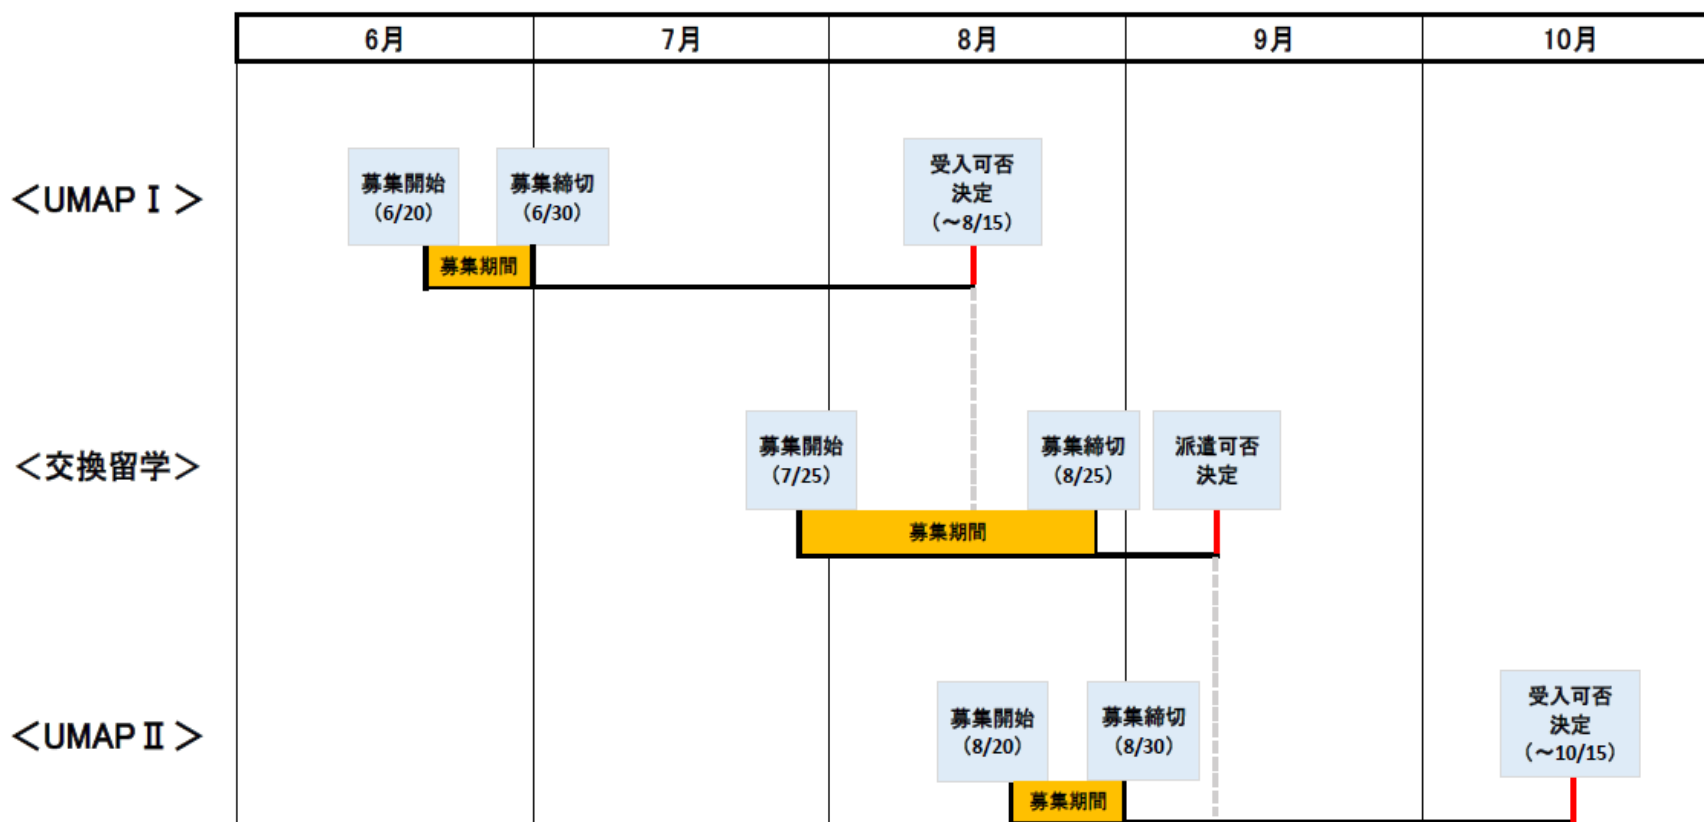 6月
7月
8月
9月
10月
＜UMAP Ⅰ＞
募集開始
（6/20）
募集締切
（6/30）
受入可否
決定
（～8/15）
募集期間
＜交換留学＞
募集開始
（7/25）
募集締切
（8/25）
派遣可否
決定
募集期間
＜UMAP Ⅱ＞
募集開始
（8/20）
募集締切
（8/30）
受入可否
決定
（～10/15）
募集期間